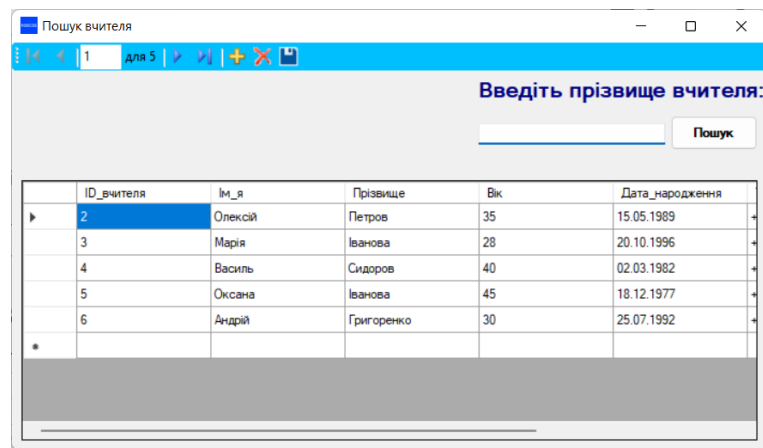 Пошук вчителя
1 для 5
Введіть прізвище вчителя:
Пошук
ID_вчителя Ім_я Прізвище Вік Дата_народження
2 Олексій Петров 35 15.05.1989 +
3 Марія Іванова 28 20.10.1996 +
4 Василь Сидоров 40 02.03.1982 +
5 Оксана Іванова 45 18.12.1977 +
6 Андрій Григоренко 30 25.07.1992 +